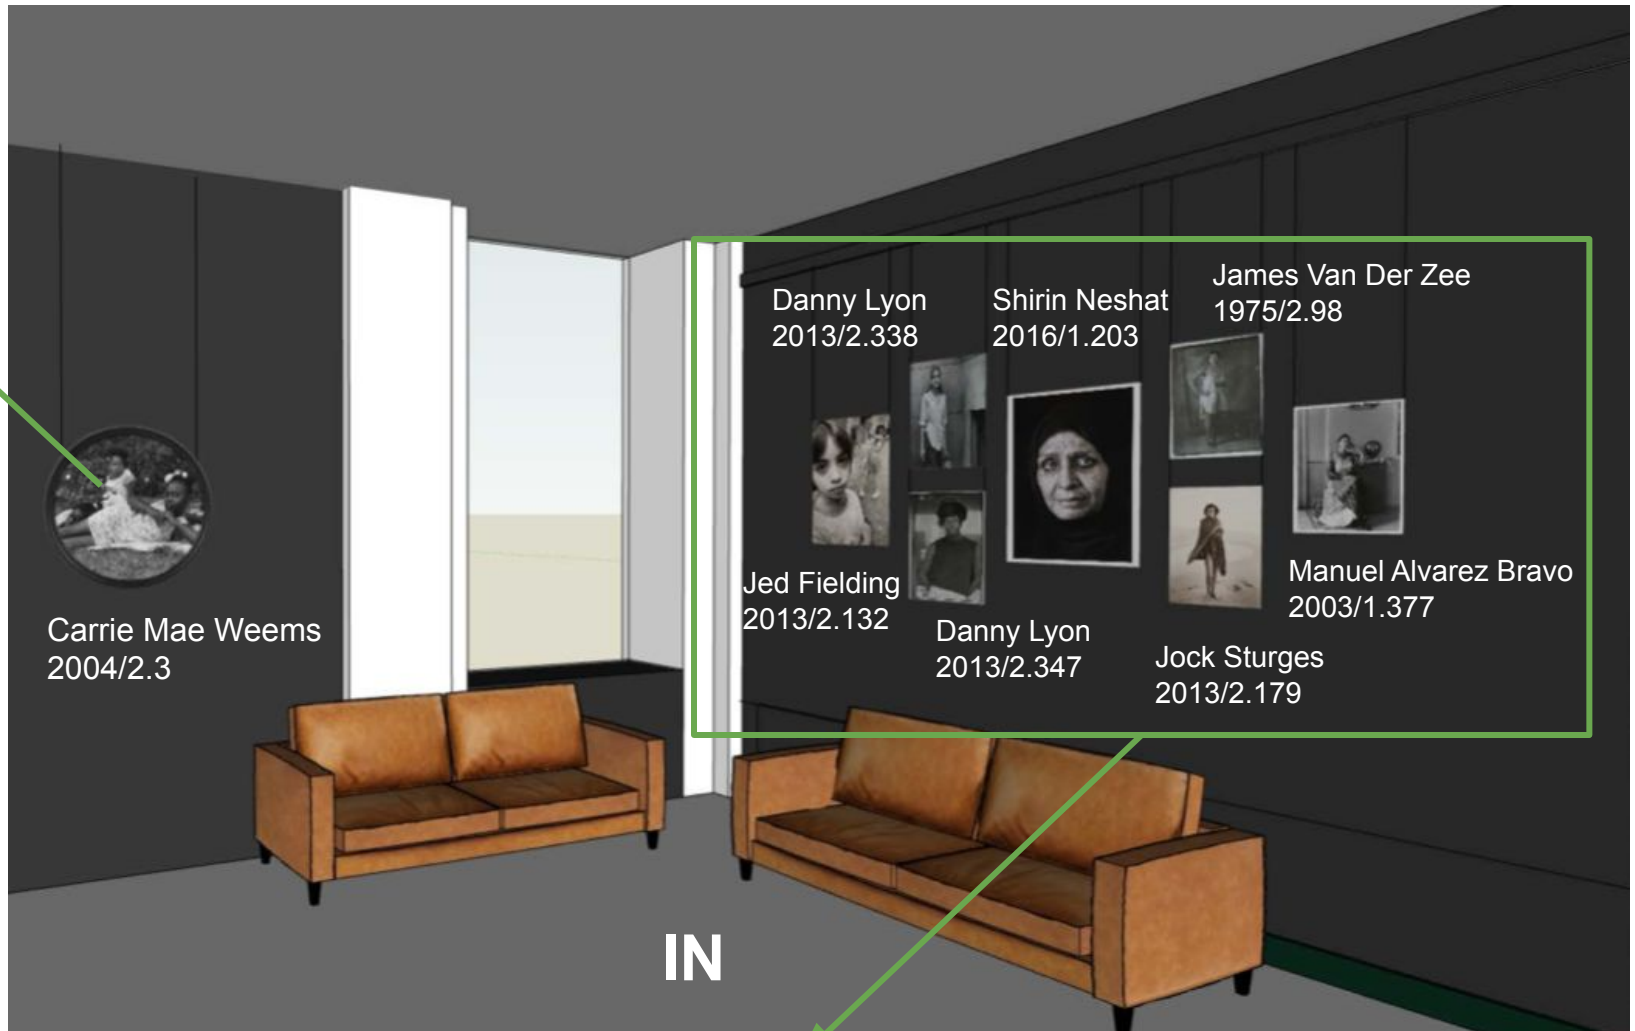 James Van Der Zee
1975/2.98
Danny Lyon
2013/2.338
Shirin Neshat
2016/1.203
Jed Fielding
2013/2.132
Manuel Alvarez Bravo
2003/1.377
Carrie Mae Weems
2004/2.3
Danny Lyon
2013/2.347
Jock Sturges
2013/2.179
IN